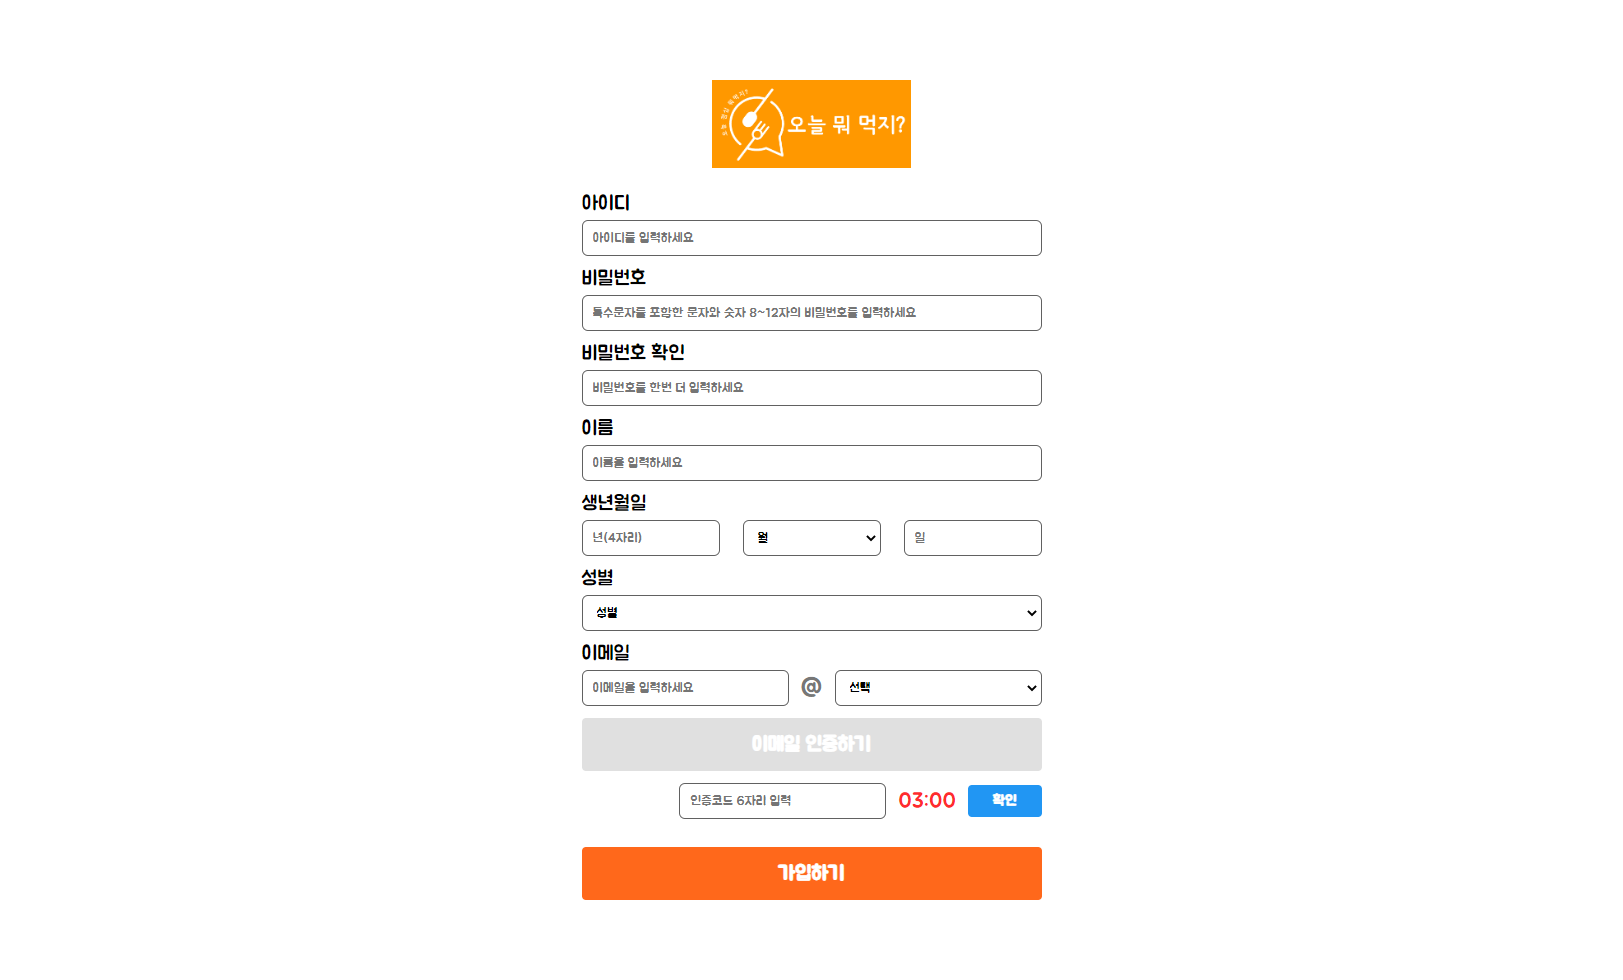 오늘 뭐 먹지?
아이디
아이디를 입력하세요
비밀번호
특수문자를 포함한 문자와 숫자 8~12자의 비밀번호를 입력하세요
비밀번호 확인
비밀번호를 한번 더 입력하세요
이름
이름을 입력하세요
생년월일
년(4자리) 월 일
성별
성별
이메일
이메일을 입력하세요 @ 선택
이메일 인증하기
인증코드 6자리 입력 03:00 확인
가입하기